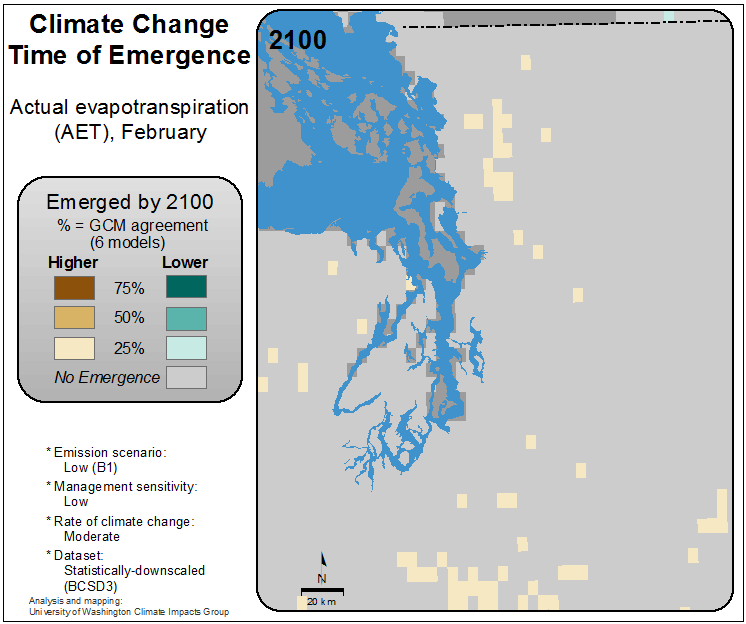 Climate Change
Time of Emergence
Actual evapotranspiration
(AET), February
Emerged by 2100
% = GCM agreement
(6 models)
Higher Lower
75%
50%
25%
No Emergence
* Emission scenario:
Low (B1)
* Management sensitivity:
Low
* Rate of climate change:
Moderate
* Dataset:
Statistically-downscaled
(BCSD3)
Analysis and mapping:
University of Washington Climate Impacts Group
2100
N
20 km